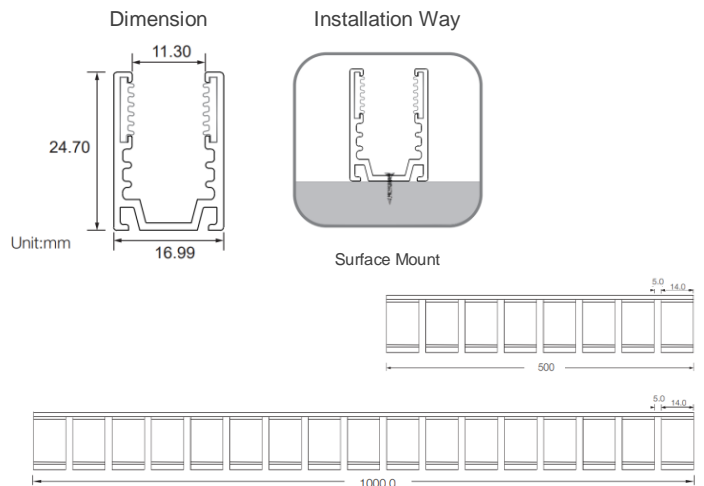 Dimension
Installation Way
11.30
24.70
Unit:mm
16.99
Surface Mount
5.0
14.0
500
5.0
14.0
1000.0